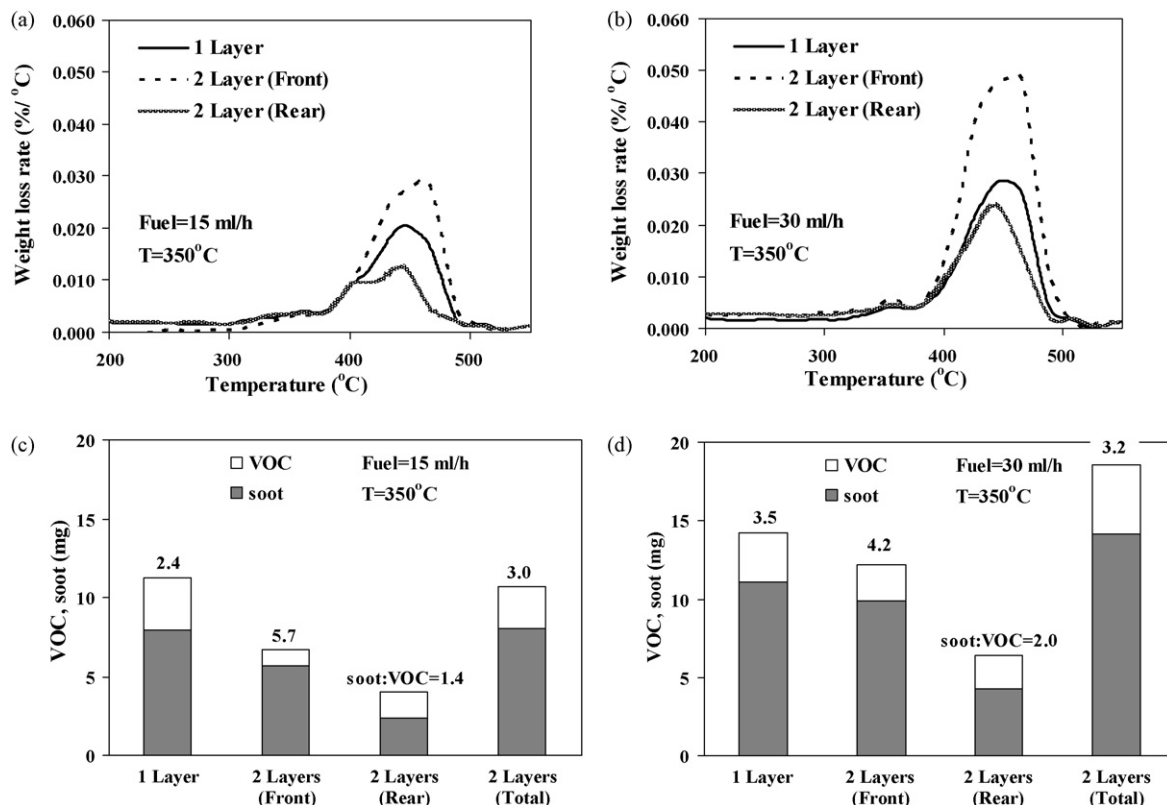 (a)
0.060
0.050
0.040
0.030
0.020
0.010
0.000
Weight loss rate (%/ °C)
1 Layer
2 Layer (Front)
2 Layer (Rear)
Fuel=15 ml/h
T=350°C
200
300
400
500
Temperature (°C)
(b)
0.060
0.050
0.040
0.030
0.020
0.010
0.000
Weight loss rate (%/ °C)
1 Layer
2 Layer (Front)
2 Layer (Rear)
Fuel=30 ml/h
T=350°C
200
300
400
500
Temperature (°C)
(c)
20
15
10
5
0
VOC, soot (mg)
VOC
soot
Fuel=15 ml/h
T=350°C
2.4
5.7
soot:VOC=1.4
3.0
1 Layer
2 Layers
(Front)
2 Layers
(Rear)
2 Layers
(Total)
(d)
20
15
10
5
0
VOC, soot (mg)
VOC
soot
Fuel=30 ml/h
T=350°C
3.5
4.2
soot:VOC=2.0
3.2
1 Layer
2 Layers
(Front)
2 Layers
(Rear)
2 Layers
(Total)